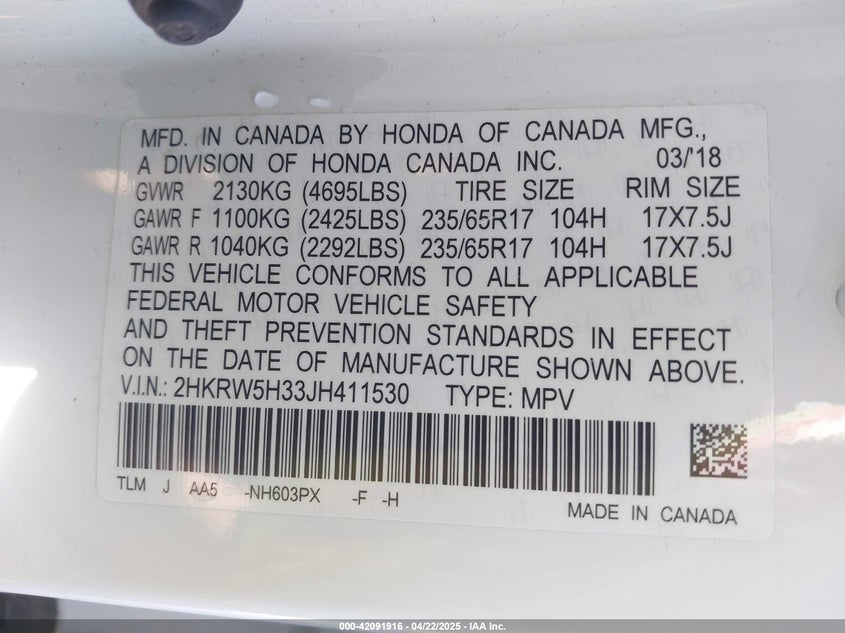 MFD. IN CANADA BY HONDA OF CANADA MFG.,
A DIVISION OF HONDA CANADA INC. 03/'18
GVWR 2130KG (4695LBS) TIRE SIZE RIM SIZE
GAWR F 1100KG (2425LBS) 235/65R17 104H 17X7.5J
GAWR R 1040KG (2292LBS) 235/65R17 104H 17X7.5J
THIS VEHICLE CONFORMS TO ALL APPLICABLE
FEDERAL MOTOR VEHICLE SAFETY
AND THEFT PREVENTION STANDARDS IN EFFECT
ON THE DATE OF MANUFACTURE SHOWN ABOVE.
V.I.N.: 2HKRW5H33JH411530 TYPE: MPV
TLM J AA5 -NH603PX -F -H
MADE IN CANADA
000-42091916 - 04/22/2025 - IAA Inc.